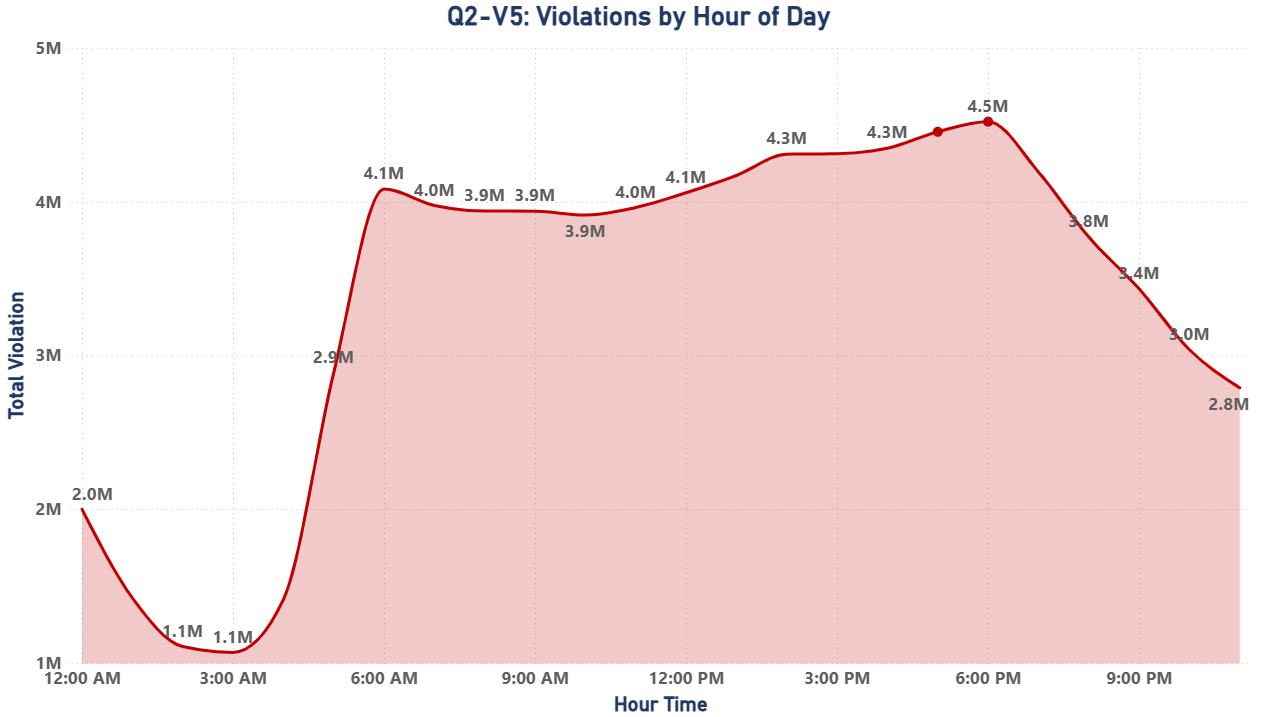 Q2-V5: Violations by Hour of Day
5M
4M
3M
2M
1M
Total Violation
2.0M
1.1M
1.1M
2.9M
4.1M
4.0M
3.9M
3.9M
3.9M
4.0M
4.1M
4.3M
4.3M
4.5M
3.8M
3.4M
3.0M
2.8M
12:00 AM 3:00 AM 6:00 AM 9:00 AM 12:00 PM 3:00 PM 6:00 PM 9:00 PM
Hour Time